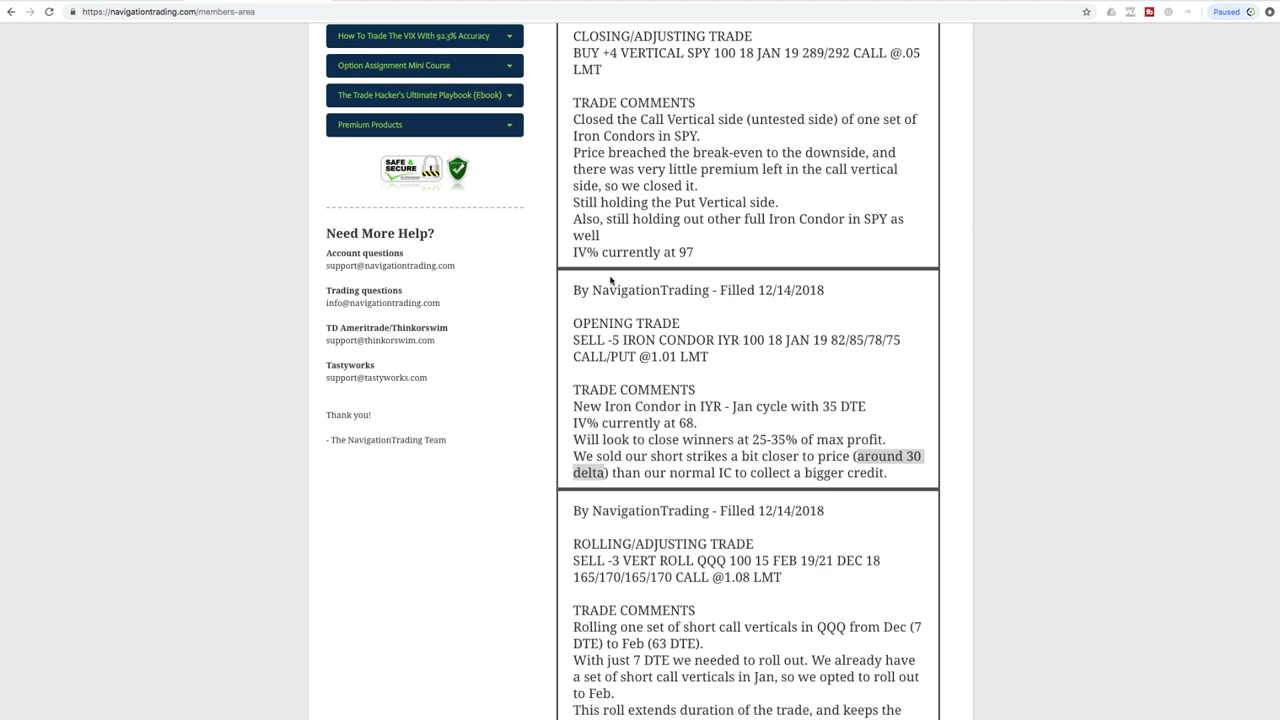 https://navigationtrading.com/members-area
Paused
How To Trade The VIX With 92.3% Accuracy
Option Assignment Mini Course
The Trade Hacker's Ultimate Playbook (Ebook)
Premium Products
SAFE &
SECURE
Need More Help?
Account questions
support@navigationtrading.com
Trading questions
info@navigationtrading.com
TD Ameritrade/Thinkorswim
support@thinkorswim.com
Tastyworks
support@tastyworks.com
Thank you!
- The NavigationTrading Team
CLOSING/ADJUSTING TRADE
BUY +4 VERTICAL SPY 100 18 JAN 19 289/292 CALL @.05
LMT
TRADE COMMENTS
Closed the Call Vertical side (untested side) of one set of
Iron Condors in SPY.
Price breached the break-even to the downside, and
there was very little premium left in the call vertical
side, so we closed it.
Still holding the Put Vertical side.
Also, still holding out other full Iron Condor in SPY as
well
IV% currently at 97
By NavigationTrading - Filled 12/14/2018
OPENING TRADE
SELL -5 IRON CONDOR IYR 100 18 JAN 19 82/85/78/75
CALL/PUT @1.01 LMT
TRADE COMMENTS
New Iron Condor in IYR - Jan cycle with 35 DTE
IV% currently at 68.
Will look to close winners at 25-35% of max profit.
We sold our short strikes a bit closer to price (around 30
delta) than our normal IC to collect a bigger credit.
By NavigationTrading - Filled 12/14/2018
ROLLING/ADJUSTING TRADE
SELL -3 VERT ROLL QQQ 100 15 FEB 19/21 DEC 18
165/170/165/170 CALL @1.08 LMT
TRADE COMMENTS
Rolling one set of short call verticals in QQQ from Dec (7
DTE) to Feb (63 DTE).
With just 7 DTE we needed to roll out. We already have
a set of short call verticals in Jan, so we opted to roll out
to Feb.
This roll extends duration of the trade, and keeps the